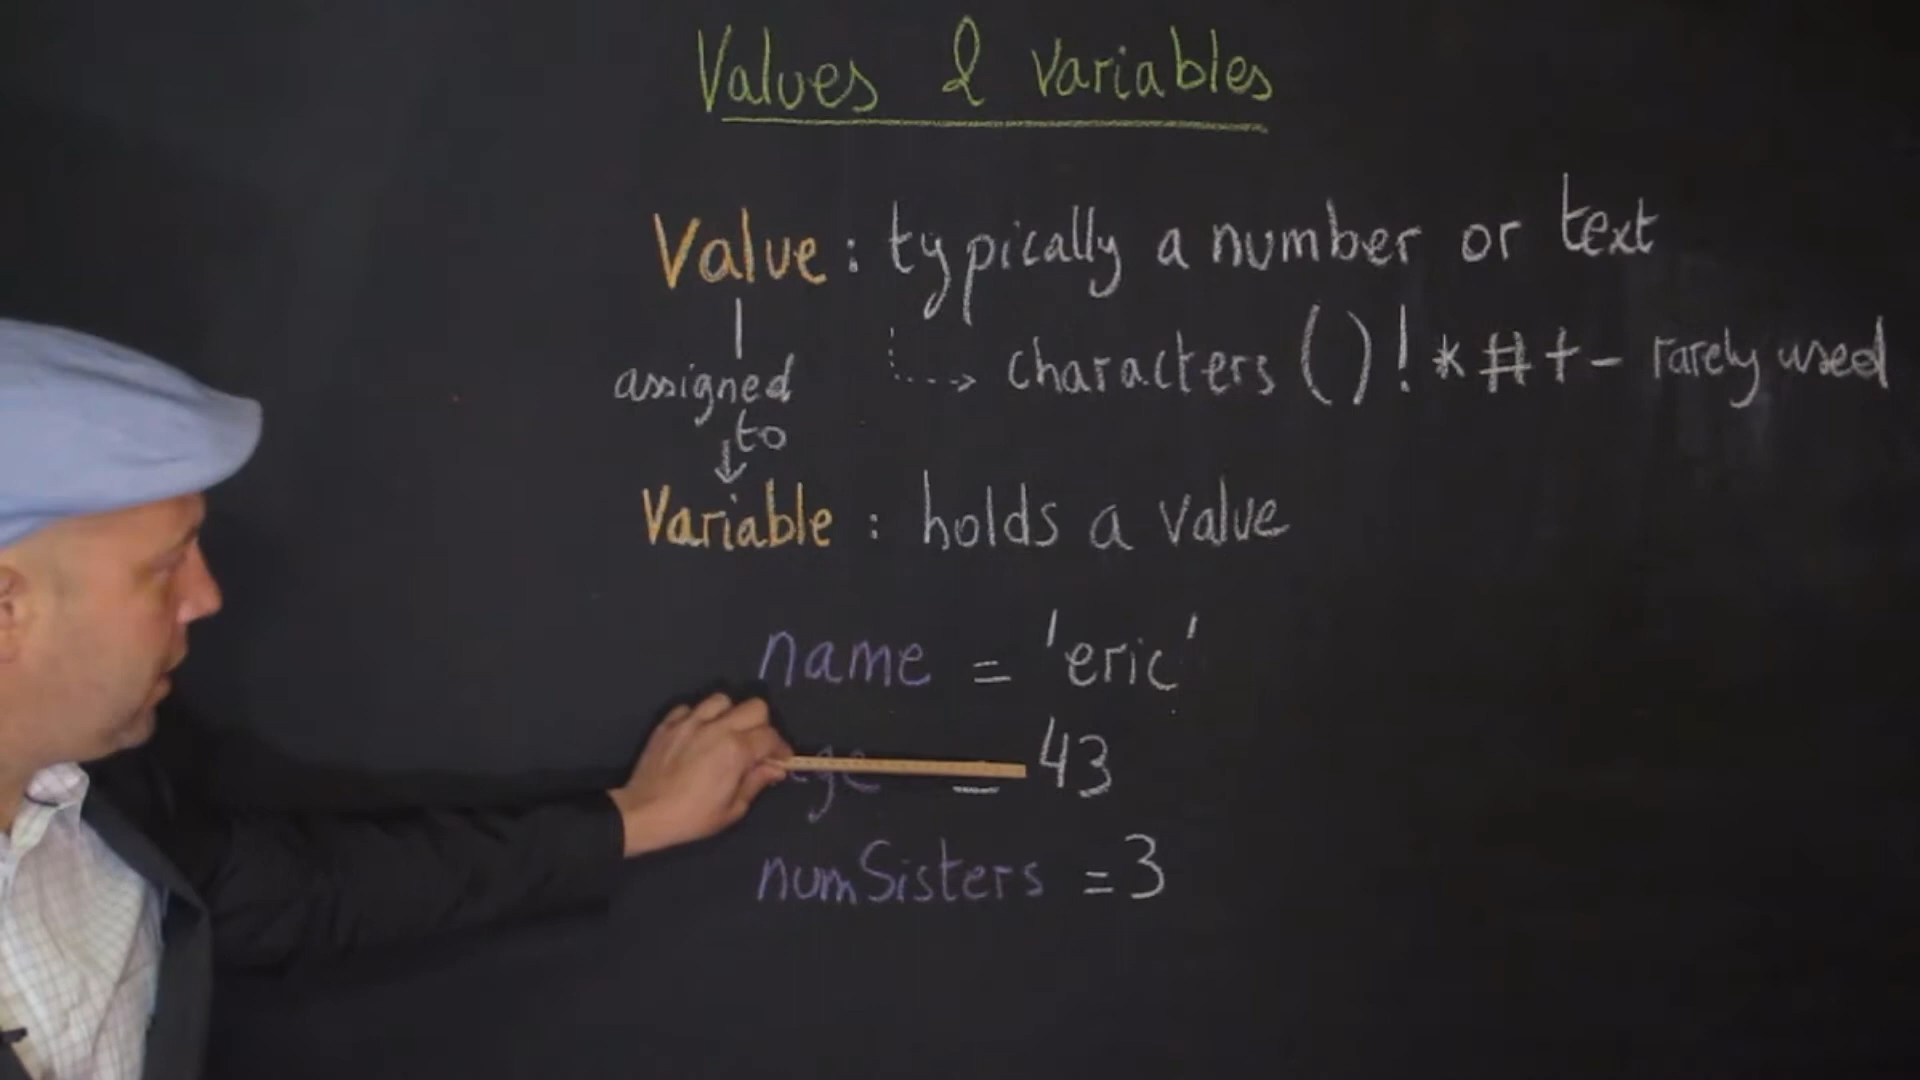 Values & variables
Value : typically a number or text
assigned
to
characters ( ) ! * # + - rarely used
Variable : holds a value
name = 'eric'
43
numSisters = 3